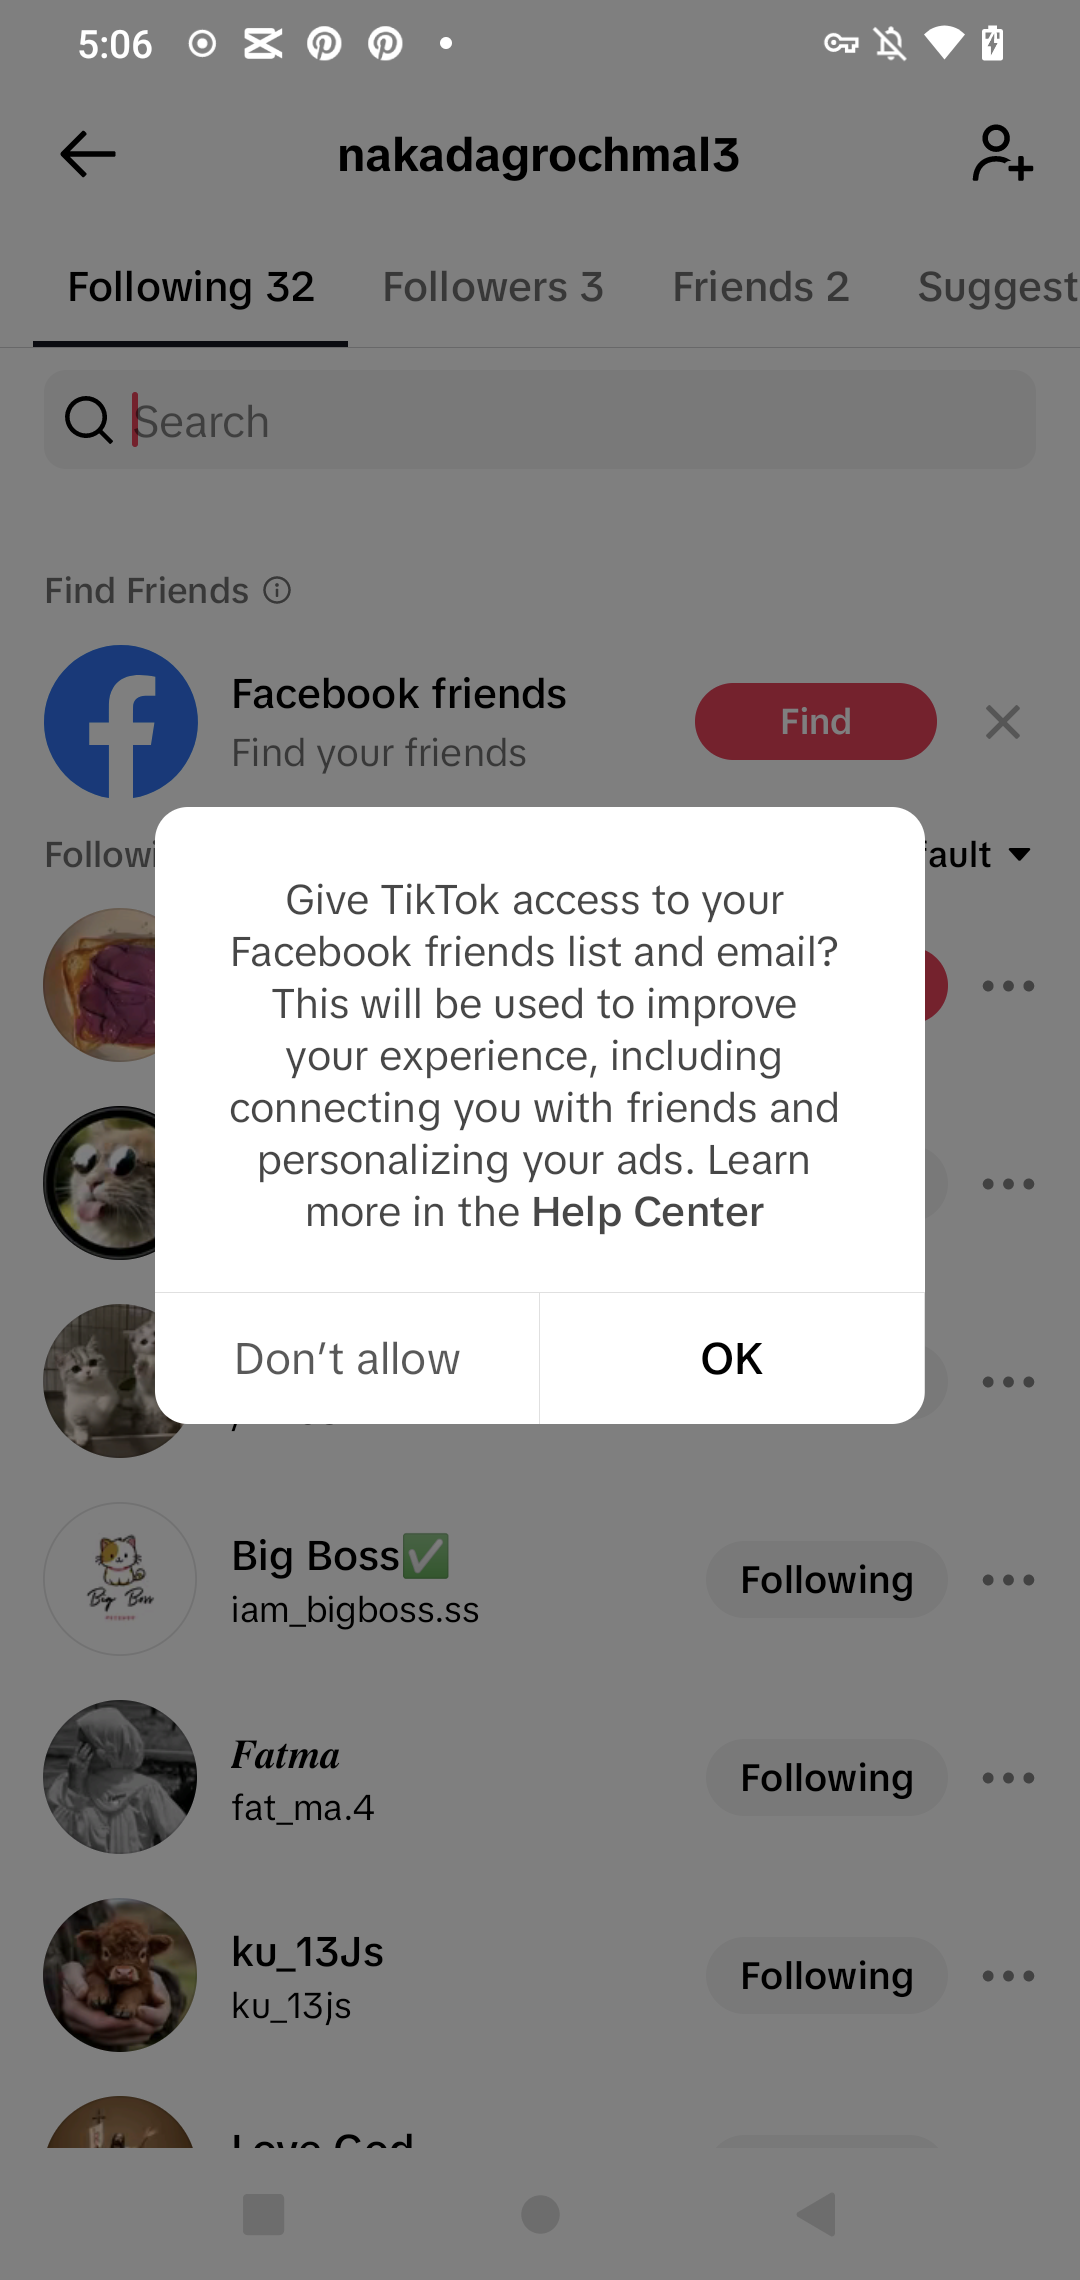 5:06
nakadagrochmal3
Following 32
Followers 3
Friends 2
Suggest
Search
Find Friends
Facebook friends
Find your friends
Find
Give TikTok access to your
Facebook friends list and email?
This will be used to improve
your experience, including
connecting you with friends and
personalizing your ads. Learn
more in the Help Center
Don't allow
OK
Big Boss✅
iam_bigboss.ss
Following
Fatma
fat_ma.4
Following
ku_13Js
ku_13js
Following
Love God